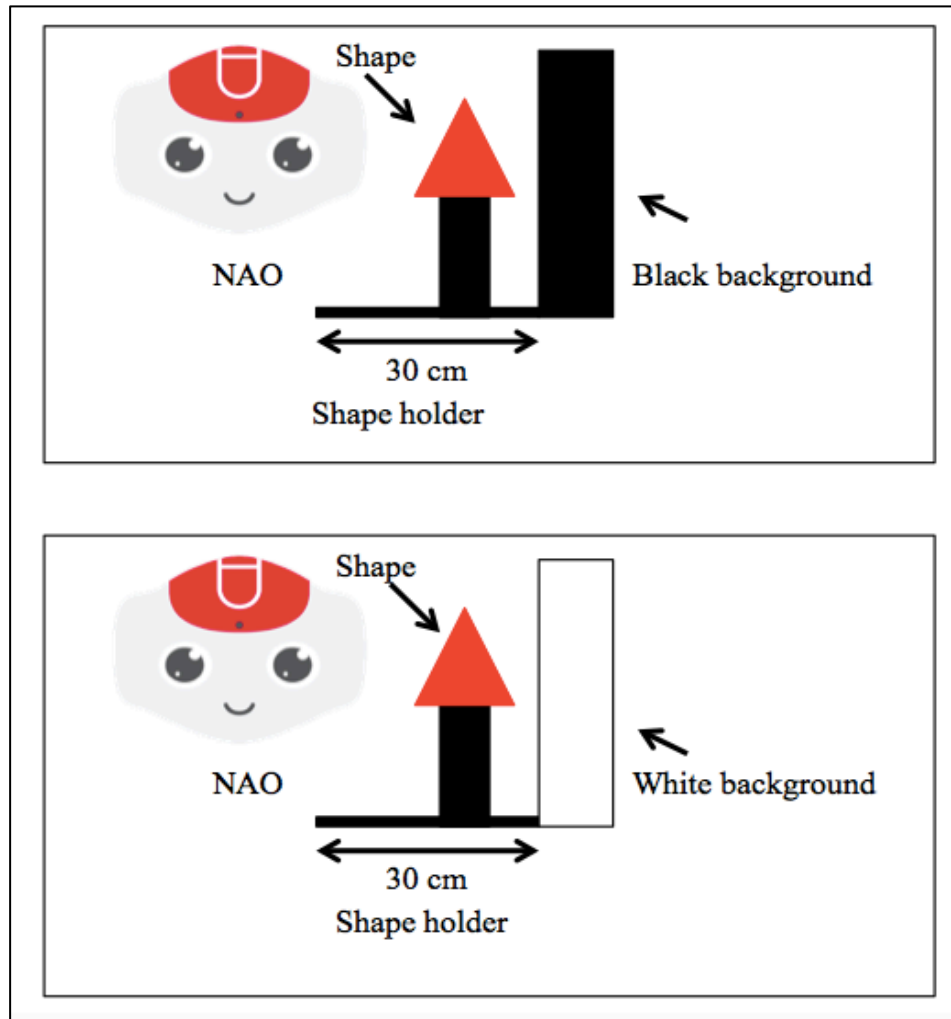 Shape
NAO
Black background
30 cm
Shape holder
Shape
NAO
White background
30 cm
Shape holder